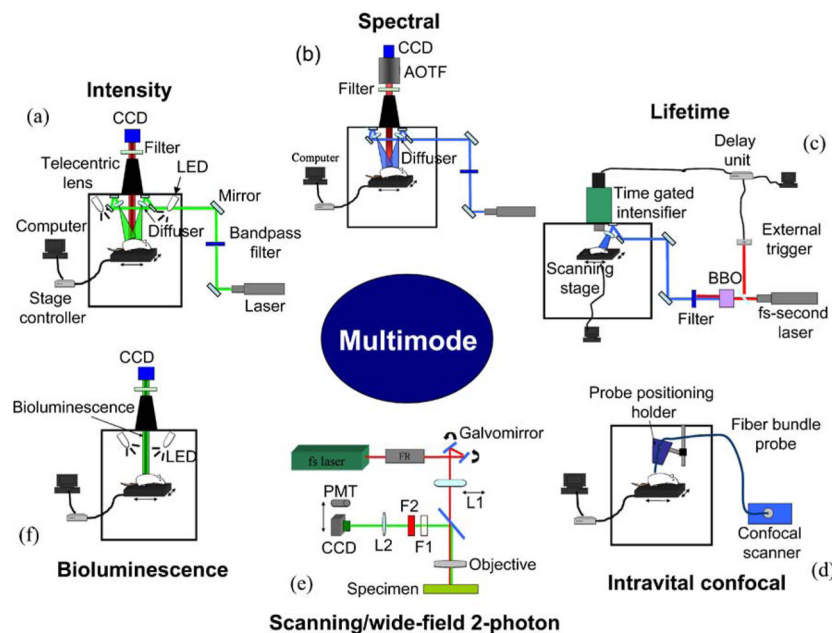 Spectral
(b)
CCD
AOTF
Filter
Diffuser
Computer
Intensity
(a)
CCD
Filter
Telecentric
lens
LED
Mirror
Computer
Diffuser
Bandpass
filter
Stage
controller
Laser
Lifetime
(c)
Delay
unit
Time gated
intensifier
External
trigger
Scanning
stage
BBO
Filter
fs-second
laser
Multimode
CCD
Bioluminescence
LED
(f)
Bioluminescence
Galvomirror
fs laser
FR
L1
PMT
F2
CCD
L2
F1
Objective
(e)
Specimen
Scanning/wide-field 2-photon
Probe positioning
holder
Fiber bundle
probe
Confocal
scanner
(d)
Intravital confocal